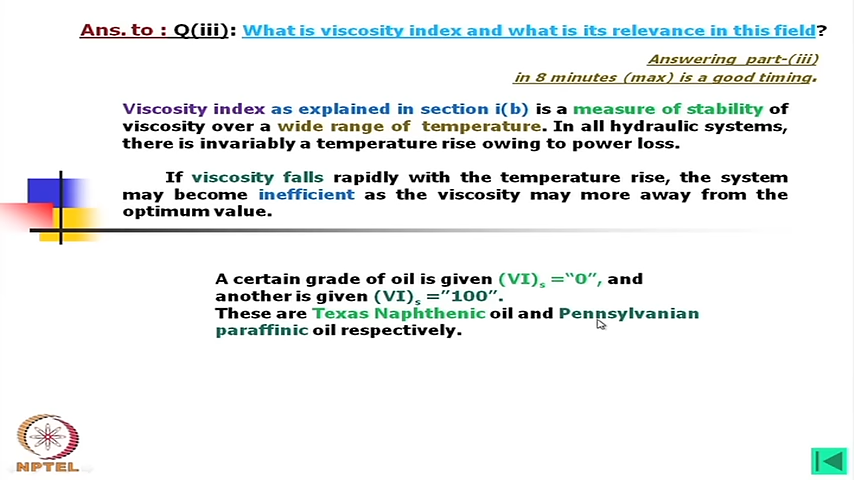 Ans. to : Q(iii): What is viscosity index and what is its relevance in this field?
Answering part-(iii)
in 8 minutes (max) is a good timing.
Viscosity index as explained in section i(b) is a measure of stability of
viscosity over a wide range of temperature. In all hydraulic systems,
there is invariably a temperature rise owing to power loss.
If viscosity falls rapidly with the temperature rise, the system
may become inefficient as the viscosity may more away from the
optimum value.
A certain grade of oil is given (VI)s ="0", and
another is given (VI)s ="100".
These are Texas Naphthenic oil and Pennsylvanian
paraffinic oil respectively.
NPTEL